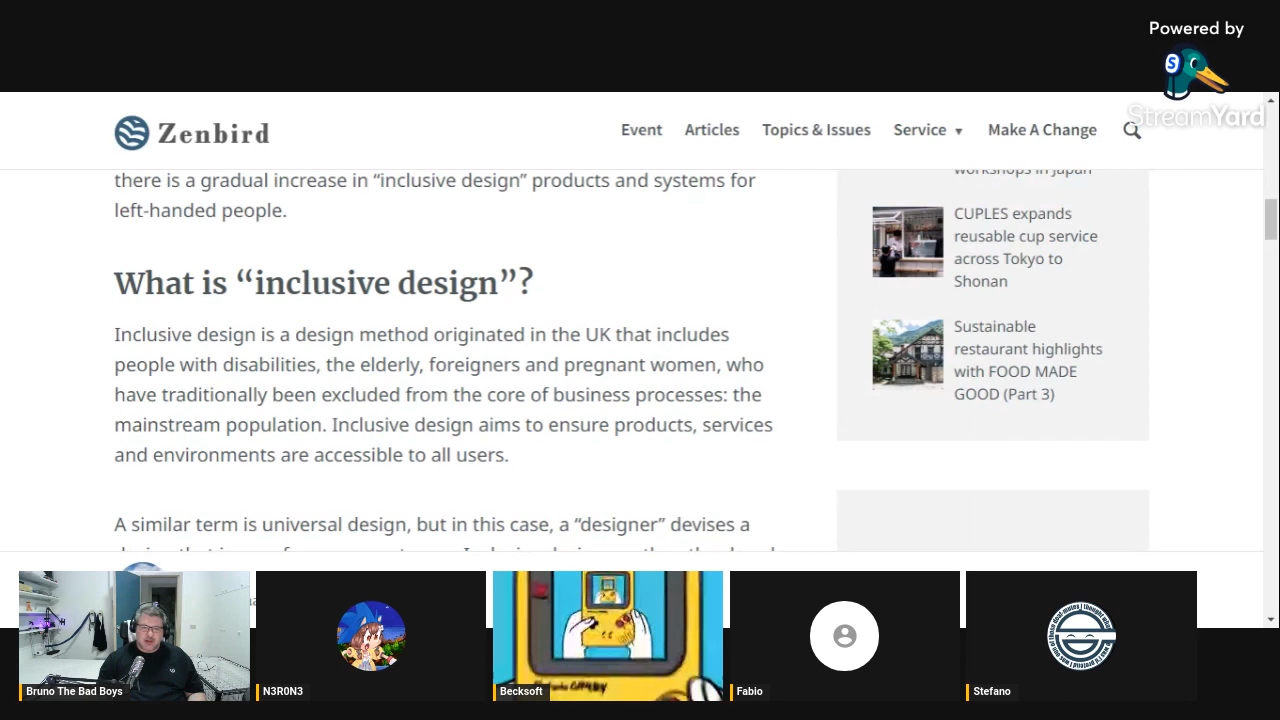 Powered by
S
StreamYard
Zenbird
Event
Articles
Topics & Issues
Service ▼
Make A Change
there is a gradual increase in “inclusive design” products and systems for
left-handed people.
What is “inclusive design”?
Inclusive design is a design method originated in the UK that includes
people with disabilities, the elderly, foreigners and pregnant women, who
have traditionally been excluded from the core of business processes: the
mainstream population. Inclusive design aims to ensure products, services
and environments are accessible to all users.
A similar term is universal design, but in this case, a “designer” devises a
workshops in Japan
CUPLES expands
reusable cup service
across Tokyo to
Shonan
Sustainable
restaurant highlights
with FOOD MADE
GOOD (Part 3)
Bruno The Bad Boys
N3R0N3
Becksoft
Fabio
Stefano